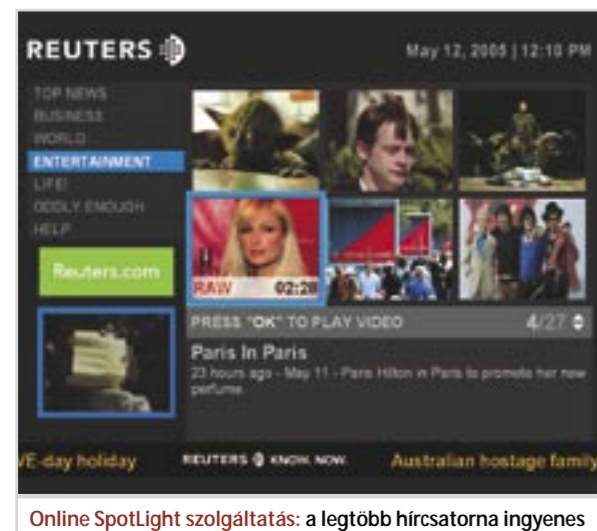 REUTERS
May 12, 2005 | 12:10 PM
TOP NEWS
BUSINESS
WORLD
ENTERTAINMENT
LIFE!
ODDLY ENOUGH
HELP
Reuters.com
RAW 02:28
PRESS "OK" TO PLAY VIDEO 4/27
Paris In Paris
23 hours ago - May 11 - Paris Hilton in Paris to promote her new
perfume.
VE-day holiday REUTERS KNOW. NOW. Australian hostage family
Online SpotLight szolgáltatás: a legtöbb hírcsatorna ingyenes